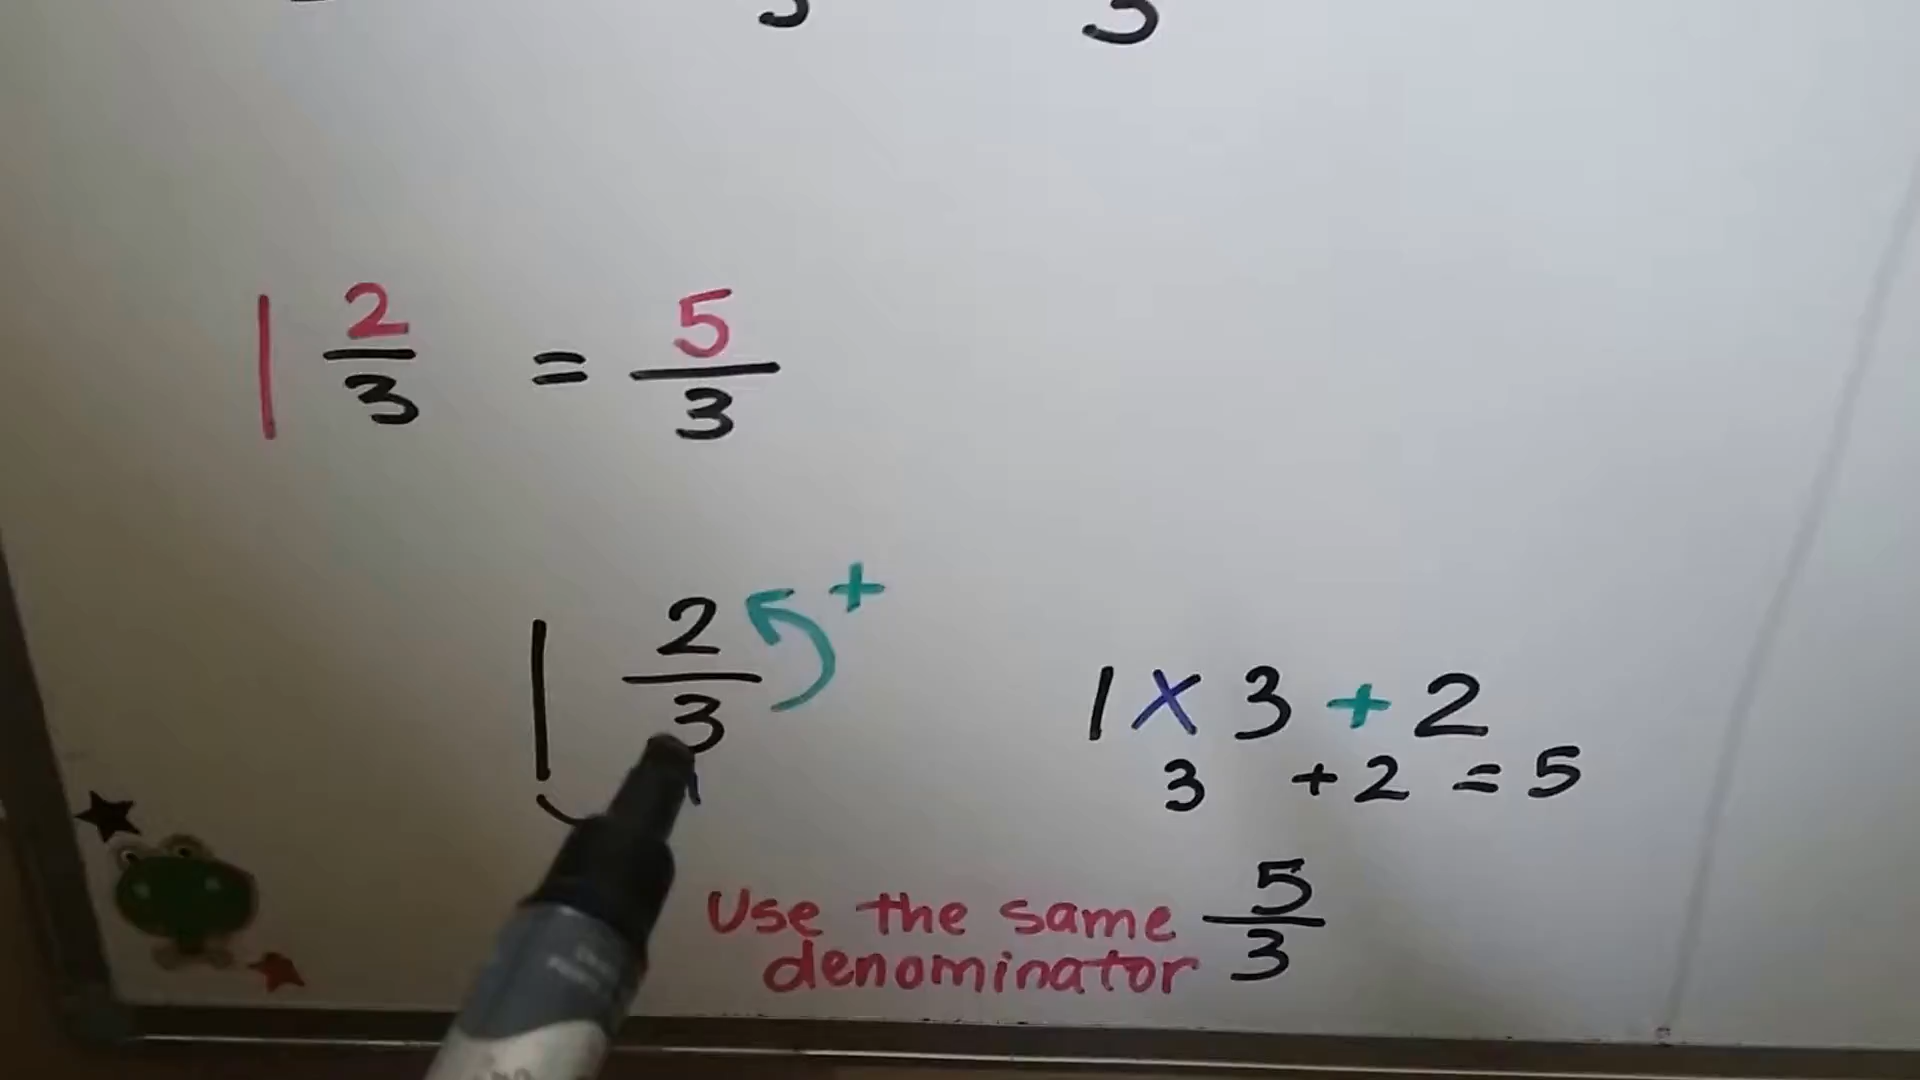 1 2/3 = 5/3
1 2/3 +
1 x 3 + 2
3 + 2 = 5
Use the same
denominator
5/3